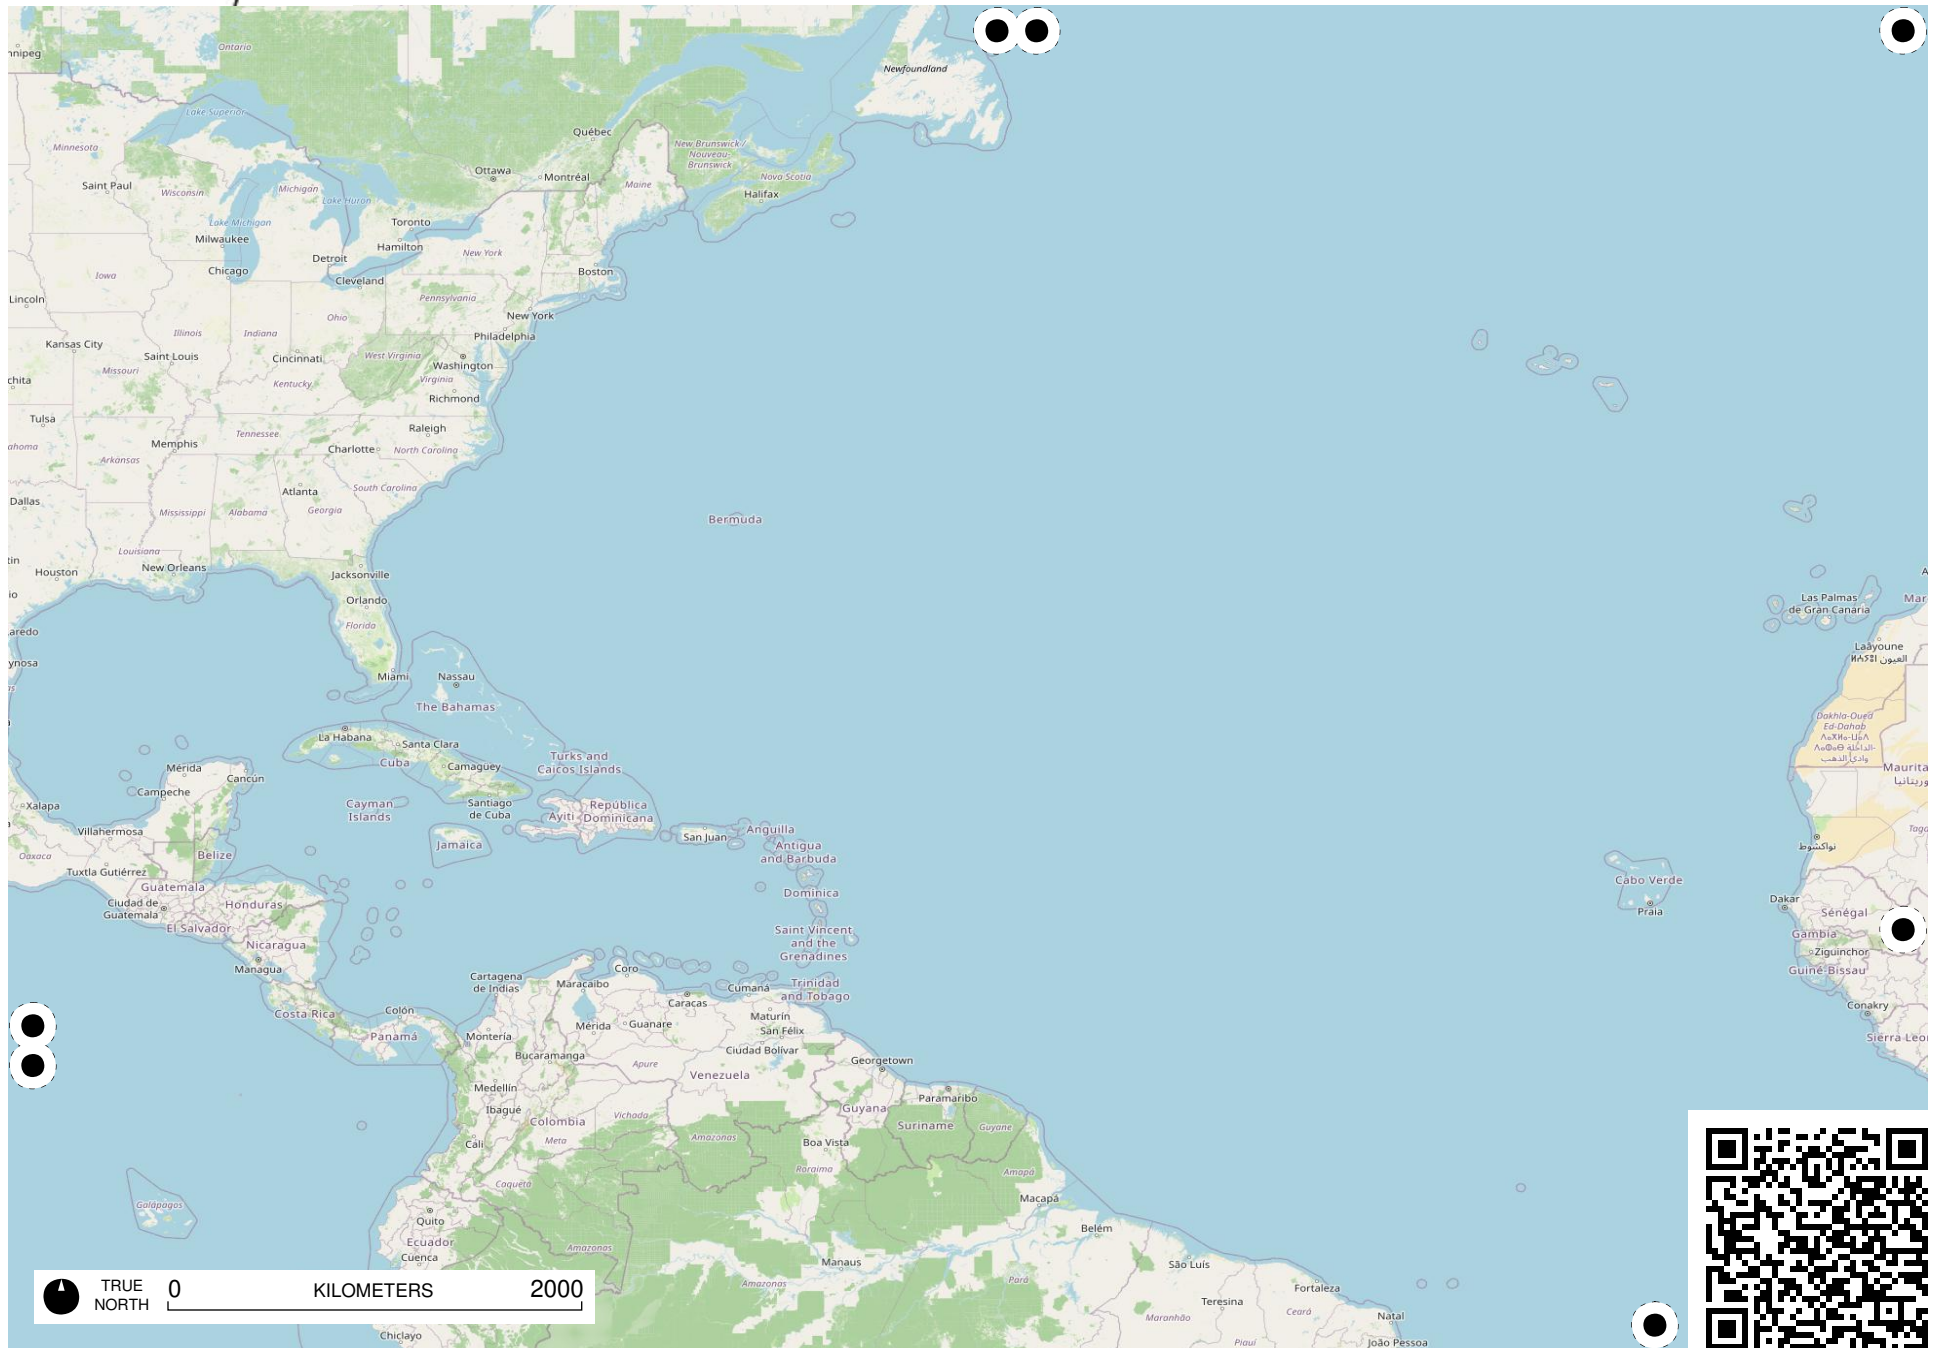 Ontario
Newfoundland
Lake Superior
Québec
Minnesota
New Brunswick /
Nouveau-
Brunswick
Ottawa
Montréal
Nova Scotia
Saint Paul
Wisconsin
Michigan
Maine
Halifax
Lake Huron
Lake Michigan
Toronto
Milwaukee
Hamilton
New York
Detroit
Chicago
Boston
Iowa
Cleveland
Lincoln
Pennsylvania
Ohio
New York
Illinois
Indiana
Philadelphia
Kansas City
Saint Louis
Cincinnati
West Virginia
Washington
Missouri
Kentucky
Virginia
Richmond
Tulsa
Raleigh
Tennessee
Memphis
Charlotte
North Carolina
Arkansas
Atlanta
South Carolina
Dallas
Mississippi
Alabama
Georgia
Bermuda
Louisiana
Houston
New Orleans
Jacksonville
Orlando
Las Palmas
de Gran Canaria
Florida
Laâyoune
ⵍⵄⵢⵓⵏ العيون
Miami
Nassau
The Bahamas
Dakhla-Oued
Ed-Dahab
الداخلة-
وادي الذهب
La Habana
Santa Clara
Cuba
Camagüey
Turks and
Caicos Islands
Mérida
Cancún
Campeche
Xalapa
Cayman
Islands
Santiago
de Cuba
Ayiti
República
Dominicana
Villahermosa
Jamaica
San Juan
Anguilla
Antigua
and Barbuda
نواكشوط
Oaxaca
Belize
Tuxtla Gutiérrez
Guatemala
Dominica
Cabo Verde
Praia
Dakar
Ciudad de
Guatemala
Honduras
Sénégal
El Salvador
Saint Vincent
and the
Grenadines
Gambia
Nicaragua
Ziguinchor
Managua
Guiné-Bissau
Cartagena
de Indias
Coro
Maracaibo
Cumaná
Trinidad
and Tobago
Caracas
Conakry
Costa Rica
Colón
Maturín
Panamá
Montería
Mérida
Guanare
San Félix
Bucaramanga
Ciudad Bolívar
Apure
Georgetown
Venezuela
Medellín
Paramaribo
Ibagué
Vichada
Guyana
Colombia
Suriname
Guyane
Meta
Amazonas
Cali
Boa Vista
Roraima
Amapá
Caquetá
Macapá
Galápagos
Quito
Belém
Ecuador
Amazonas
Cuenca
Manaus
São Luís
Amazonas
Pará
Fortaleza
Teresina
Ceará
Maranhão
Natal
Chiclayo
Piauí
João Pessoa
TRUE
NORTH
0 KILOMETERS 2000